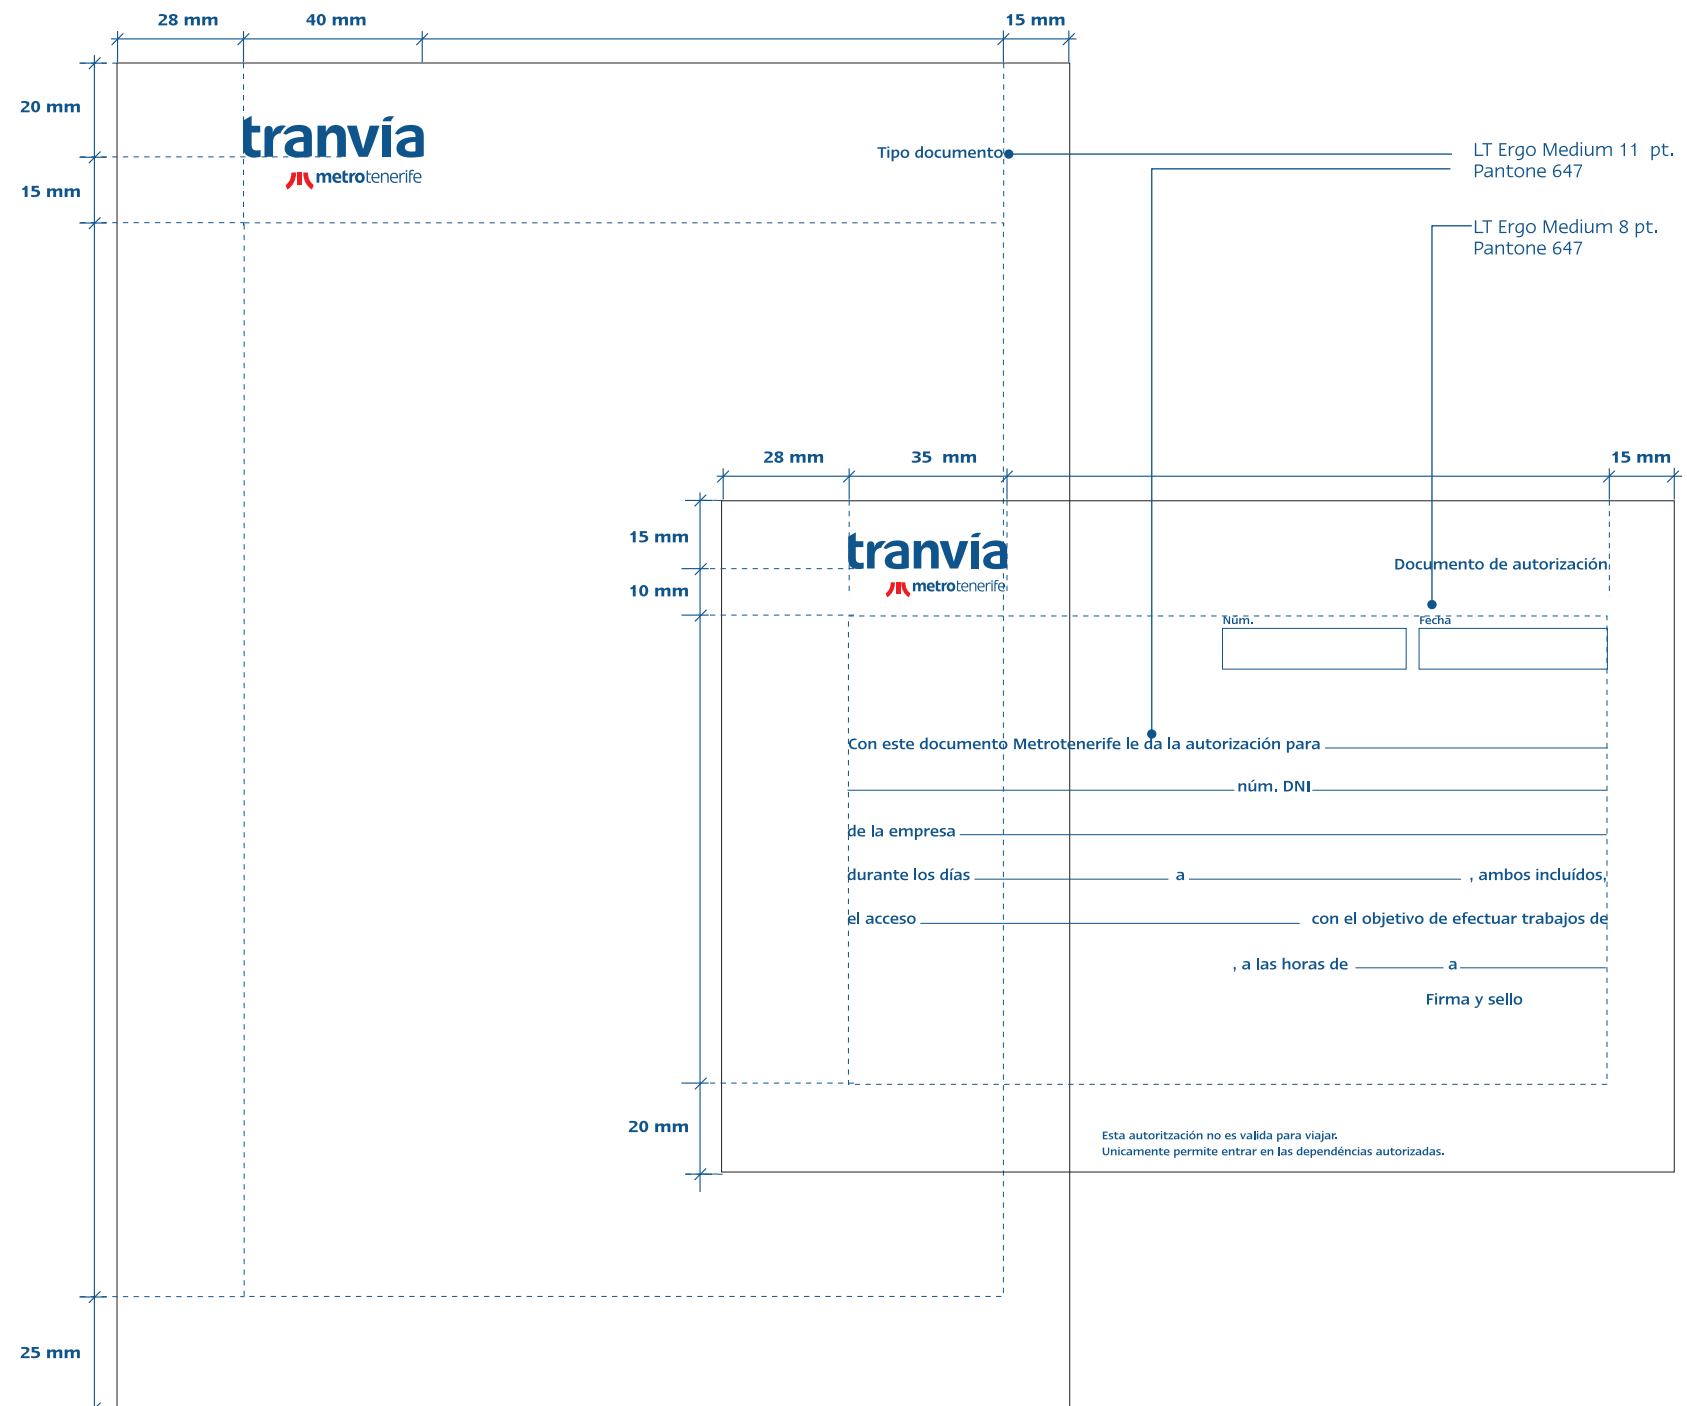 28 mm 40 mm 15 mm
20 mm
tranvía
Tipo documento
LT Ergo Medium 11 pt.
Pantone 647
15 mm
metrotenerife
LT Ergo Medium 8 pt.
Pantone 647
28 mm 35 mm 15 mm
15 mm
tranvía
Documento de autorización
10 mm
metrotenerife
Núm. Fecha
Con este documento Metrotenerife le da la autorización para
núm. DNI
de la empresa
durante los días a , ambos incluídos,
el acceso con el objetivo de efectuar trabajos de
, a las horas de a
Firma y sello
20 mm
Esta autoritzación no es valida para viajar.
Unicamente permite entrar en las dependéncias autorizadas.
25 mm